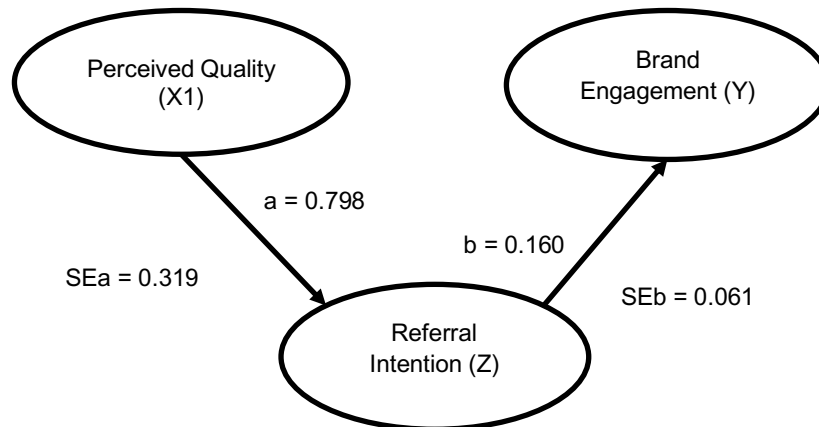 Perceived Quality
(X1)
Brand
Engagement (Y)
a = 0.798
b = 0.160
SEa = 0.319
SEb = 0.061
Referral
Intention (Z)